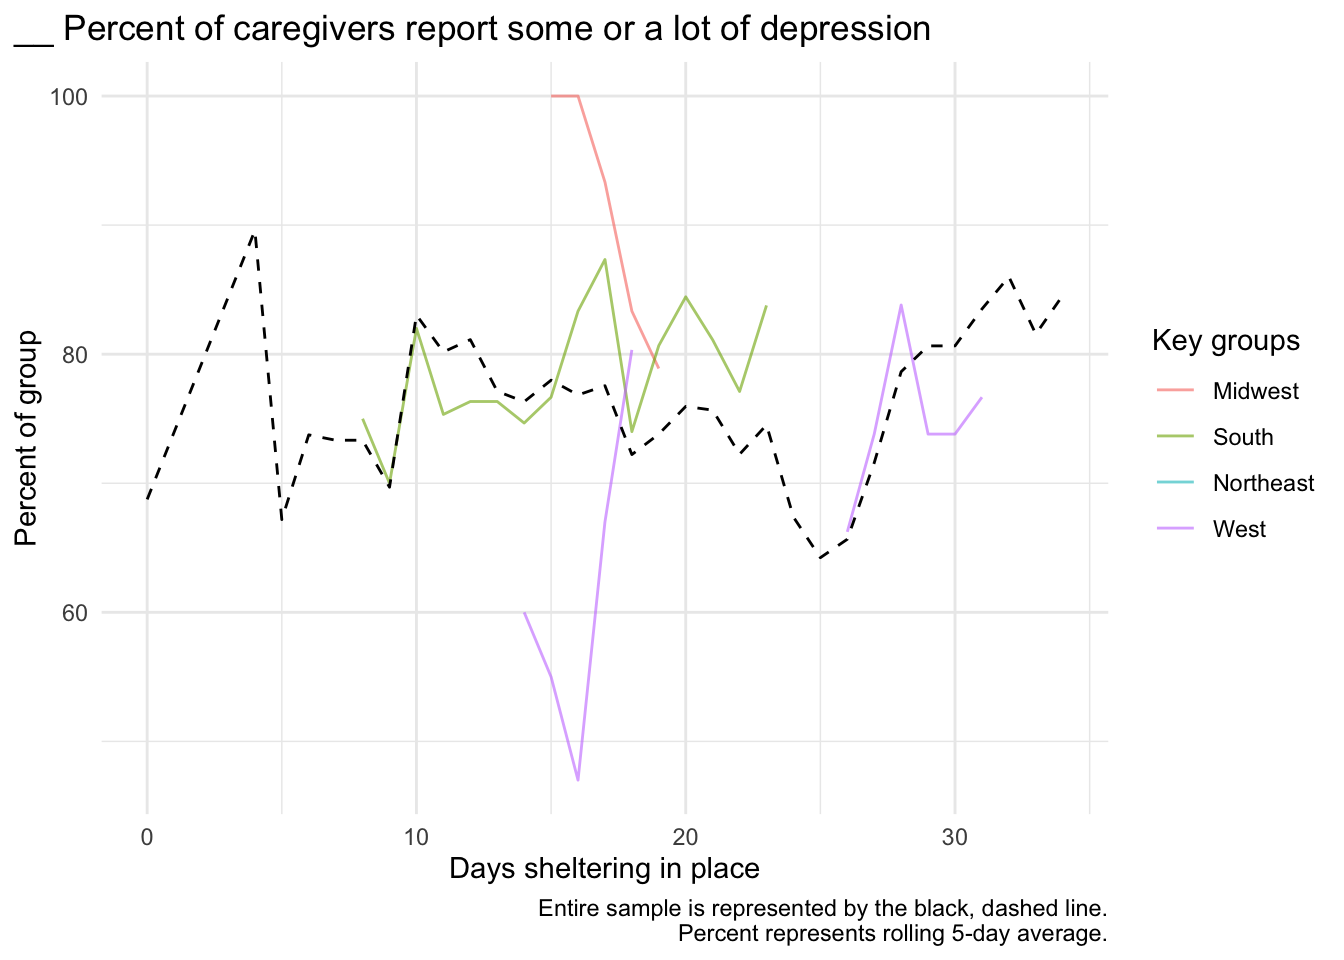 __ Percent of caregivers report some or a lot of depression
Percent of group
100
80
60
0
10
20
30
Days sheltering in place
Key groups
Midwest
South
Northeast
West
Entire sample is represented by the black, dashed line.
Percent represents rolling 5-day average.